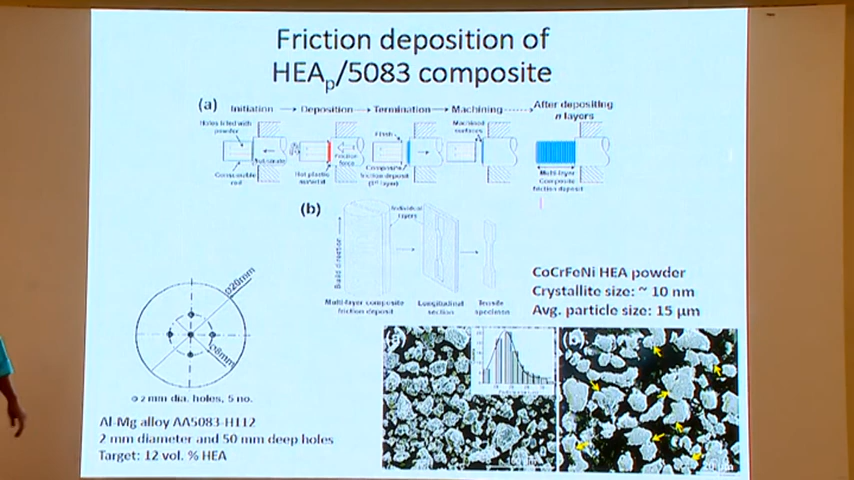 Friction deposition of
HEAp/5083 composite
(a)
Initiation → Deposition → Termination → Machining → After depositing
n layers
Holes filled with
powder
Substrate
Consumable
rod
Friction
force
Hot plastic
material
Flash
Composite
friction deposit
(1st layer)
Machined
surfaces
Multi-layer
Composite
friction deposit
(b)
Individual
layers
Build direction
Multi-layer composite
friction deposit
Longitudinal
section
Tensile
specimen
CoCrFeNi HEA powder
Crystallite size: ~ 10 nm
Avg. particle size: 15 µm
Ø20mm
Ø8mm
Φ 2 mm dia. holes, 5 no.
Al-Mg alloy AA5083-H112
2 mm diameter and 50 mm deep holes
Target: 12 vol. % HEA